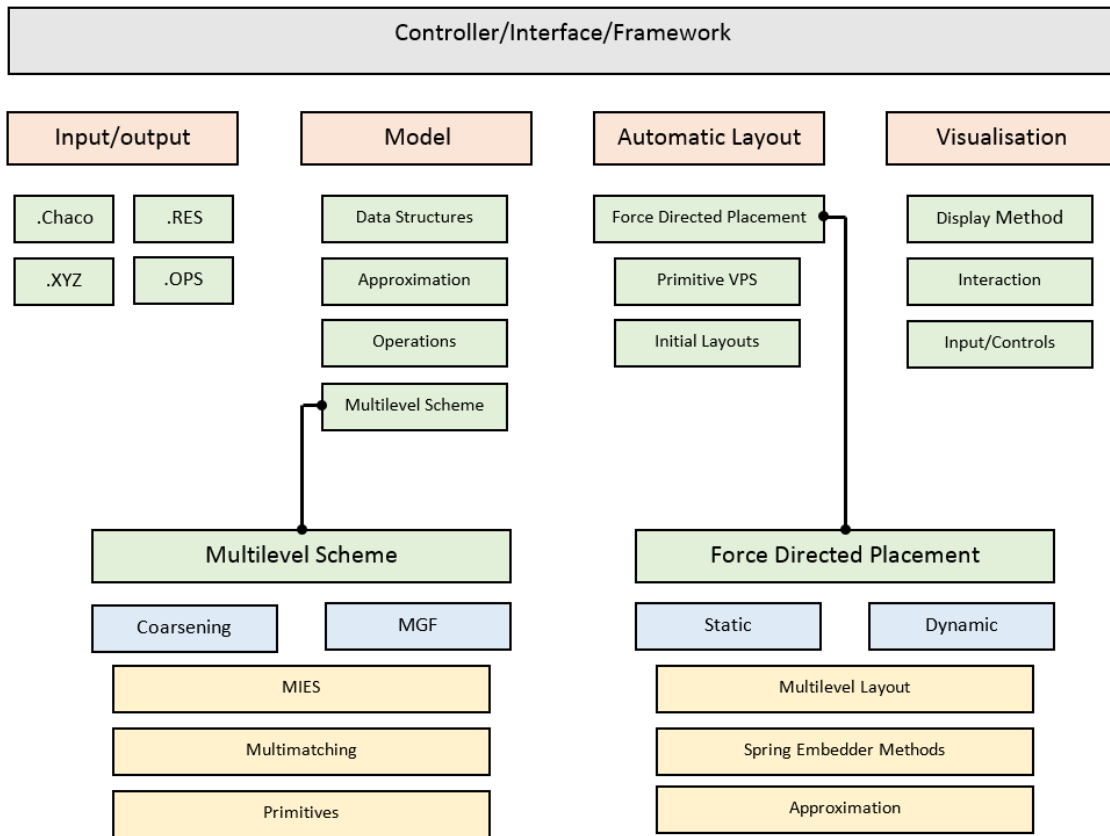 Controller/Interface/Framework
Input/output
Model
Automatic Layout
Visualisation
.Chaco
.RES
Data Structures
Force Directed Placement
Display Method
.XYZ
.OPS
Approximation
Primitive VPS
Interaction
Operations
Initial Layouts
Input/Controls
Multilevel Scheme
Multilevel Scheme
Force Directed Placement
Coarsening
MGF
Static
Dynamic
MIES
Multilevel Layout
Multimatching
Spring Embedder Methods
Primitives
Approximation